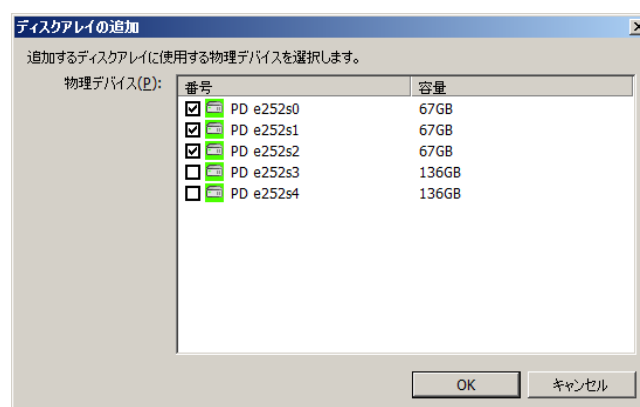 ディスクアレイの追加
追加するディスクアレイに使用する物理デバイスを選択します。
物理デバイス(P):
番号 容量
PD e252s0 67GB
PD e252s1 67GB
PD e252s2 67GB
PD e252s3 136GB
PD e252s4 136GB
OK キャンセル